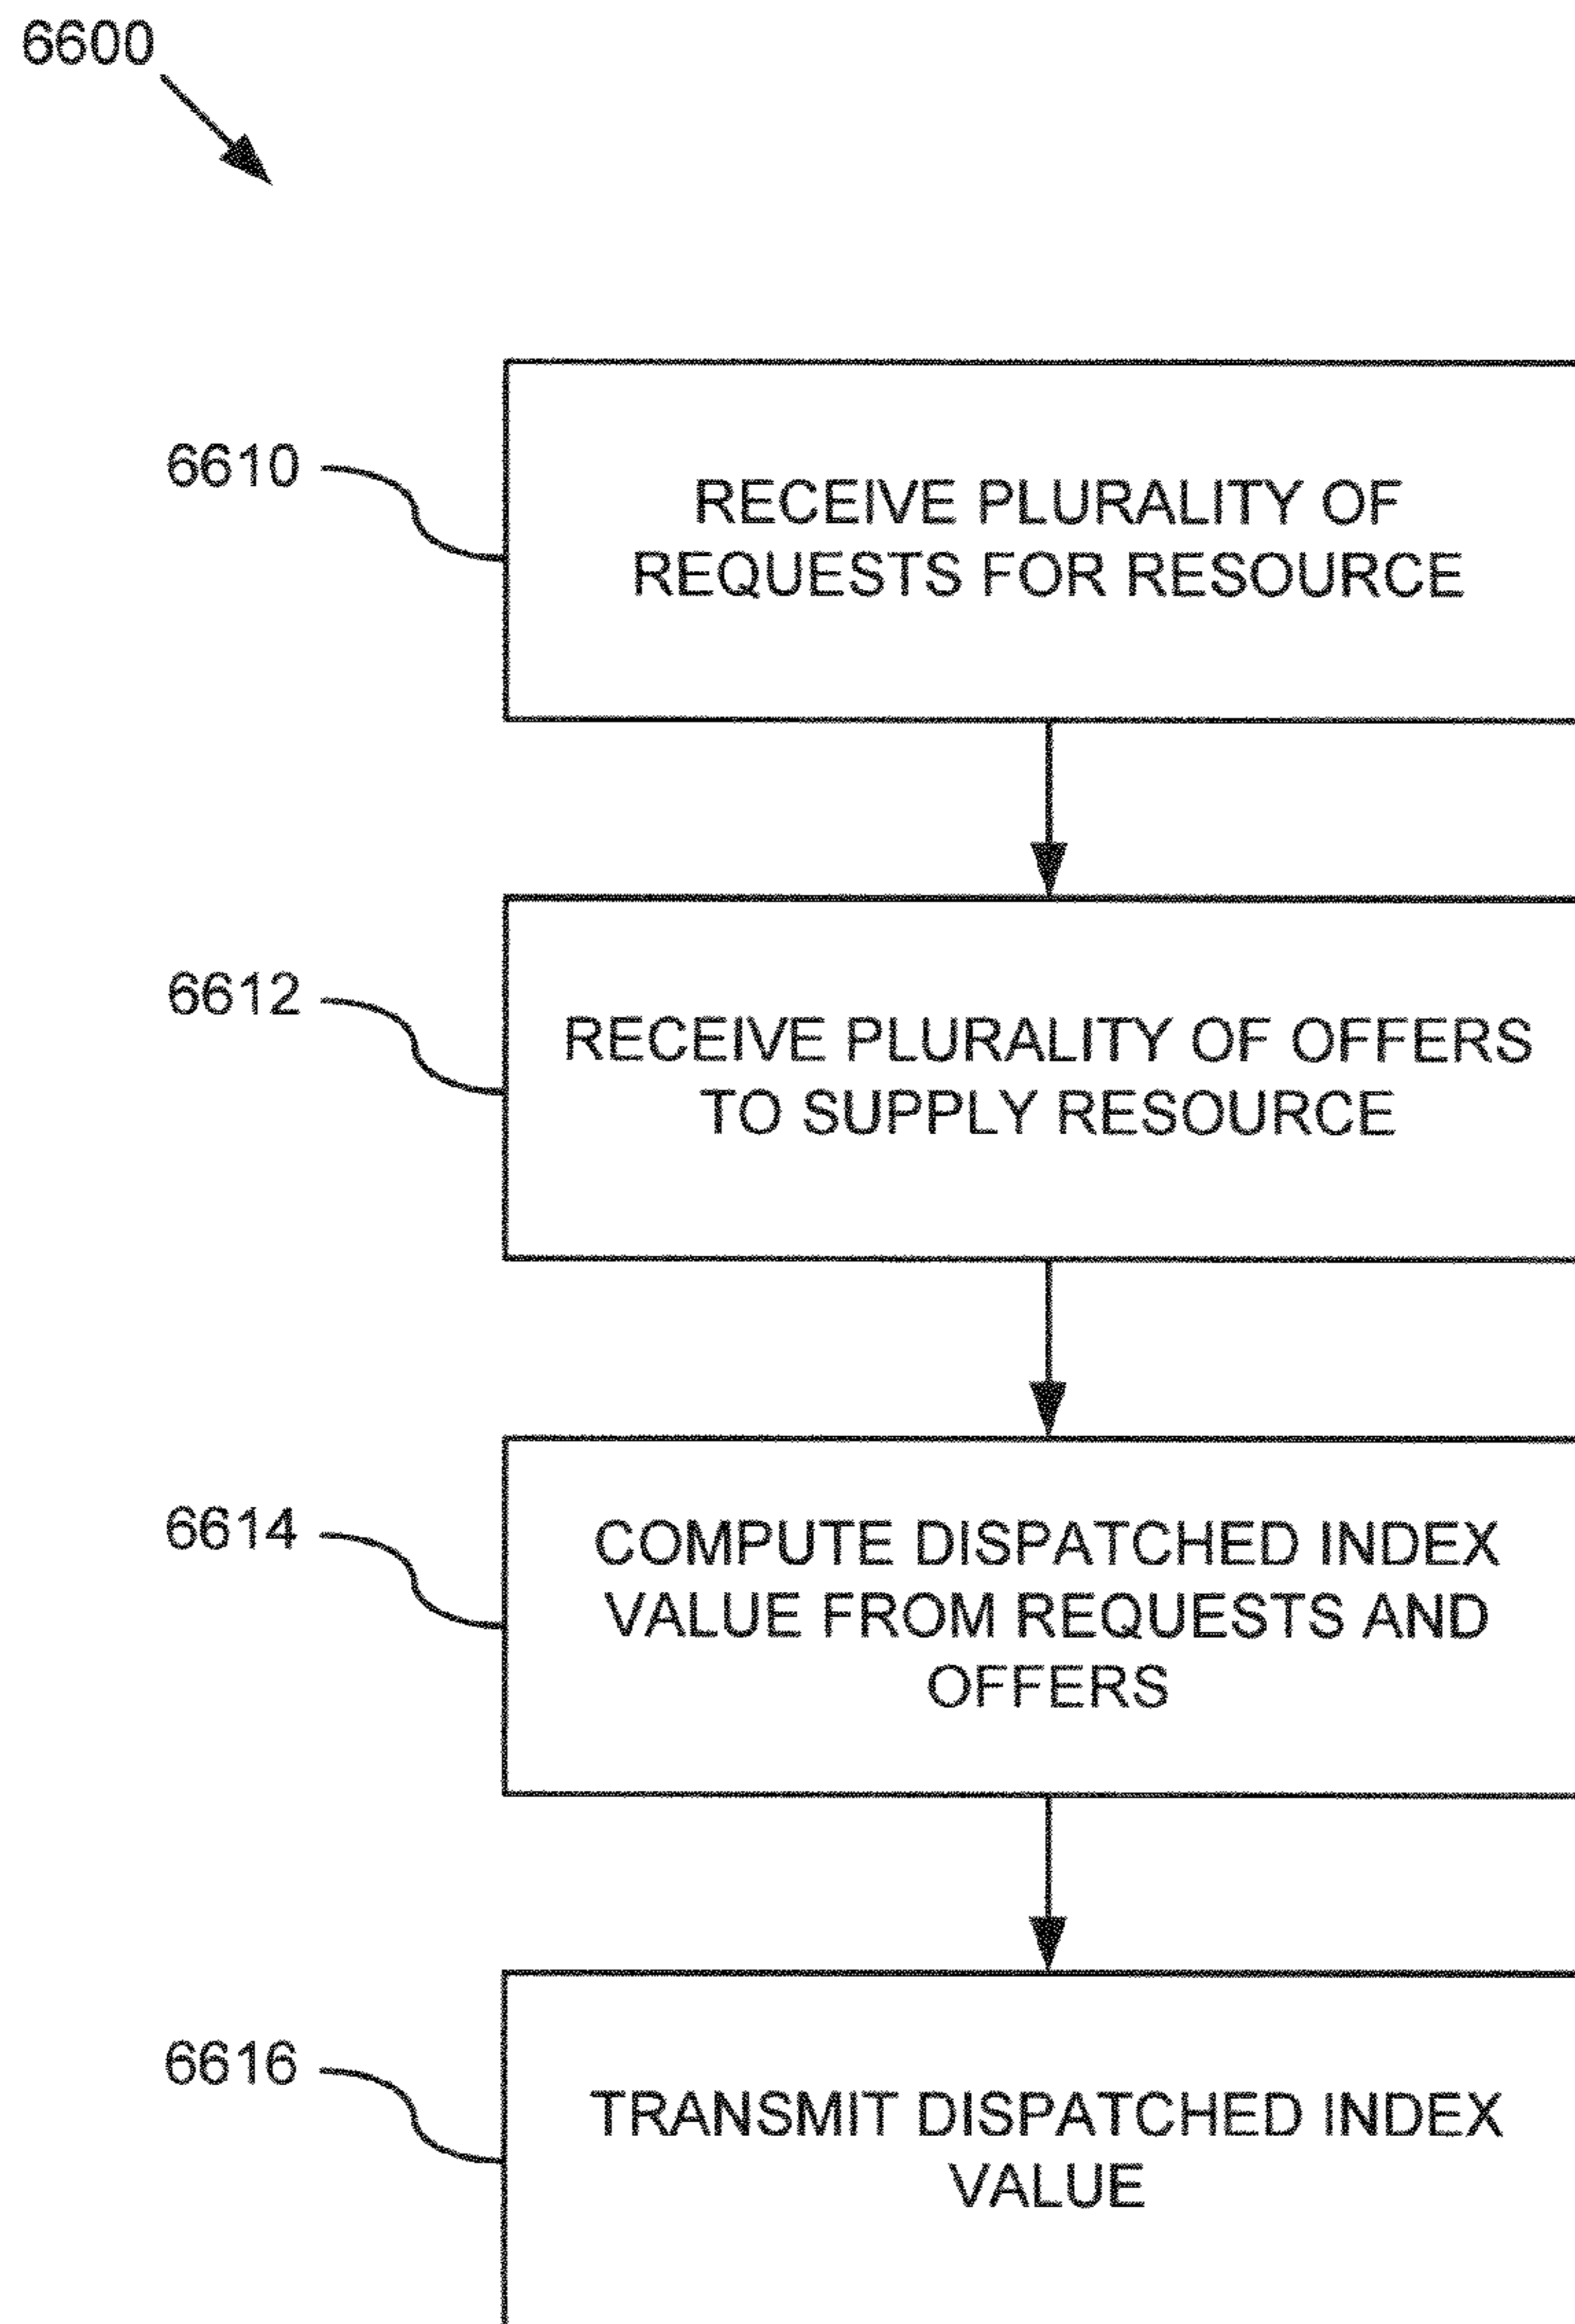 6600
6610
RECEIVE PLURALITY OF
REQUESTS FOR RESOURCE
6612
RECEIVE PLURALITY OF OFFERS
TO SUPPLY RESOURCE
6614
COMPUTE DISPATCHED INDEX
VALUE FROM REQUESTS AND
OFFERS
6616
TRANSMIT DISPATCHED INDEX
VALUE